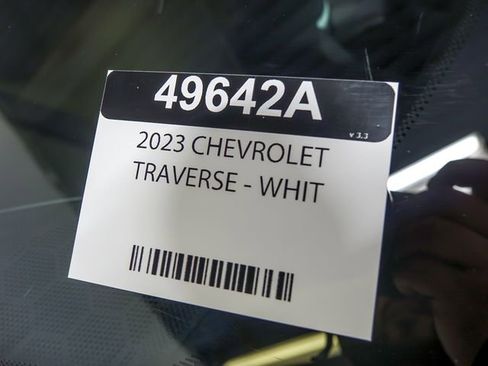 49642A
v 3.3
2023 CHEVROLET
TRAVERSE - WHIT